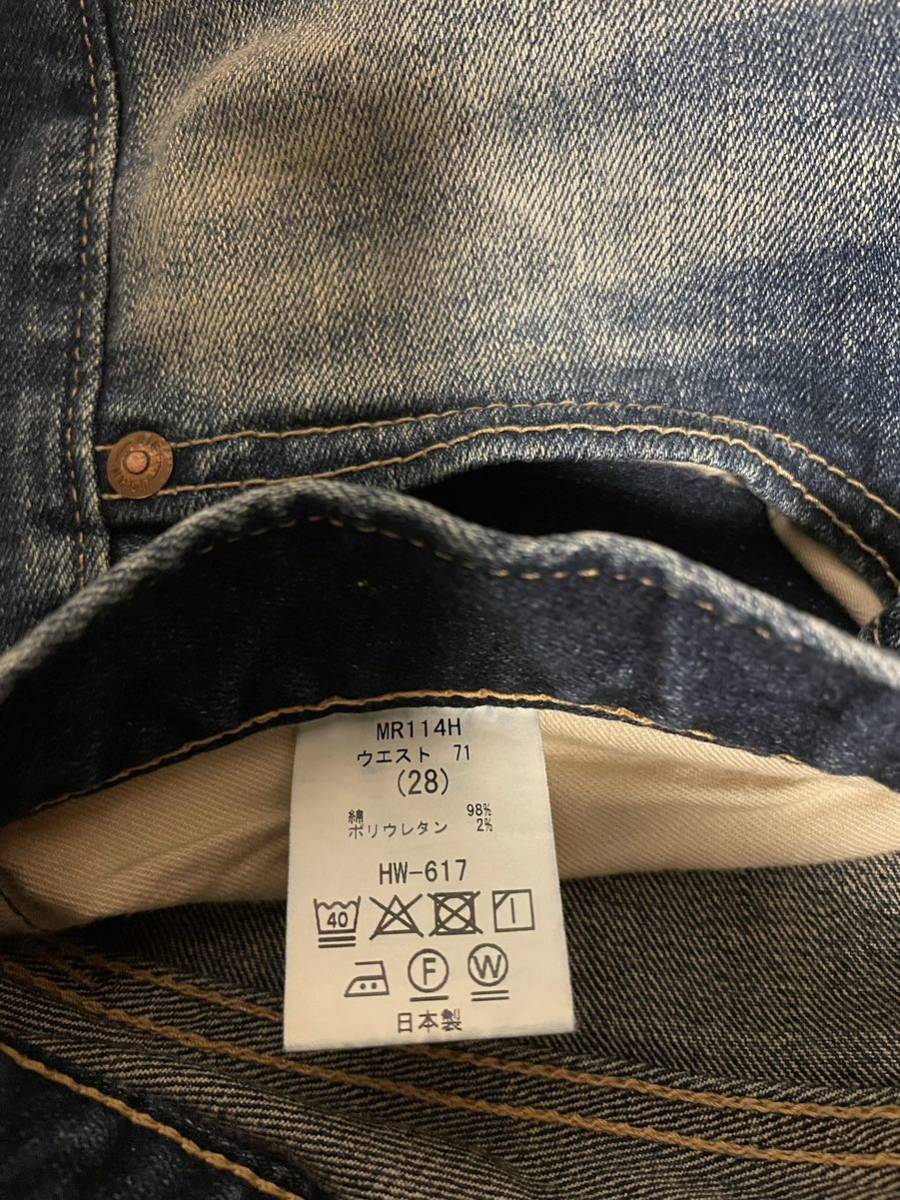 MR114H
ウエスト 71
(28)
綿 98%
ポリウレタン 2%
HW-617
40
F W
日本製